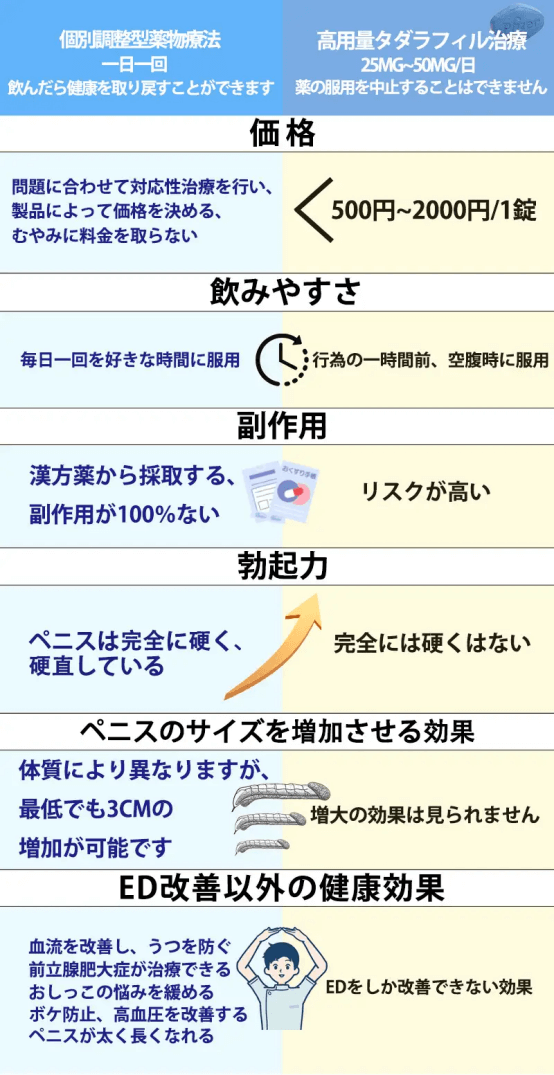 個別調整型薬物療法
一日一回
飲んだら健康を取り戻すことができます
高用量タダラフィル治療
25MG~50MG/日
薬の服用を中止することはできません
価格
問題に合わせて対応性治療を行い、
製品によって価格を決める、
むやみに料金を取らない
500円~2000円/1錠
飲みやすさ
毎日一回を好きな時間に服用
行為の一時間前、空腹時に服用
副作用
漢方薬から採取する、
副作用が100%ない
おくすり手帳
リスクが高い
勃起力
ペニスは完全に硬く、
硬直している
完全には硬くはない
ペニスのサイズを増加させる効果
体質により異なりますが、
最低でも3CMの
増加が可能です
増大の効果は見られません
ED改善以外の健康効果
血流を改善し、うつを防ぐ
前立腺肥大症が治療できる
おしっこの悩みを緩める
ボケ防止、高血圧を改善する
ペニスが太く長くなれる
EDをしか改善できない効果